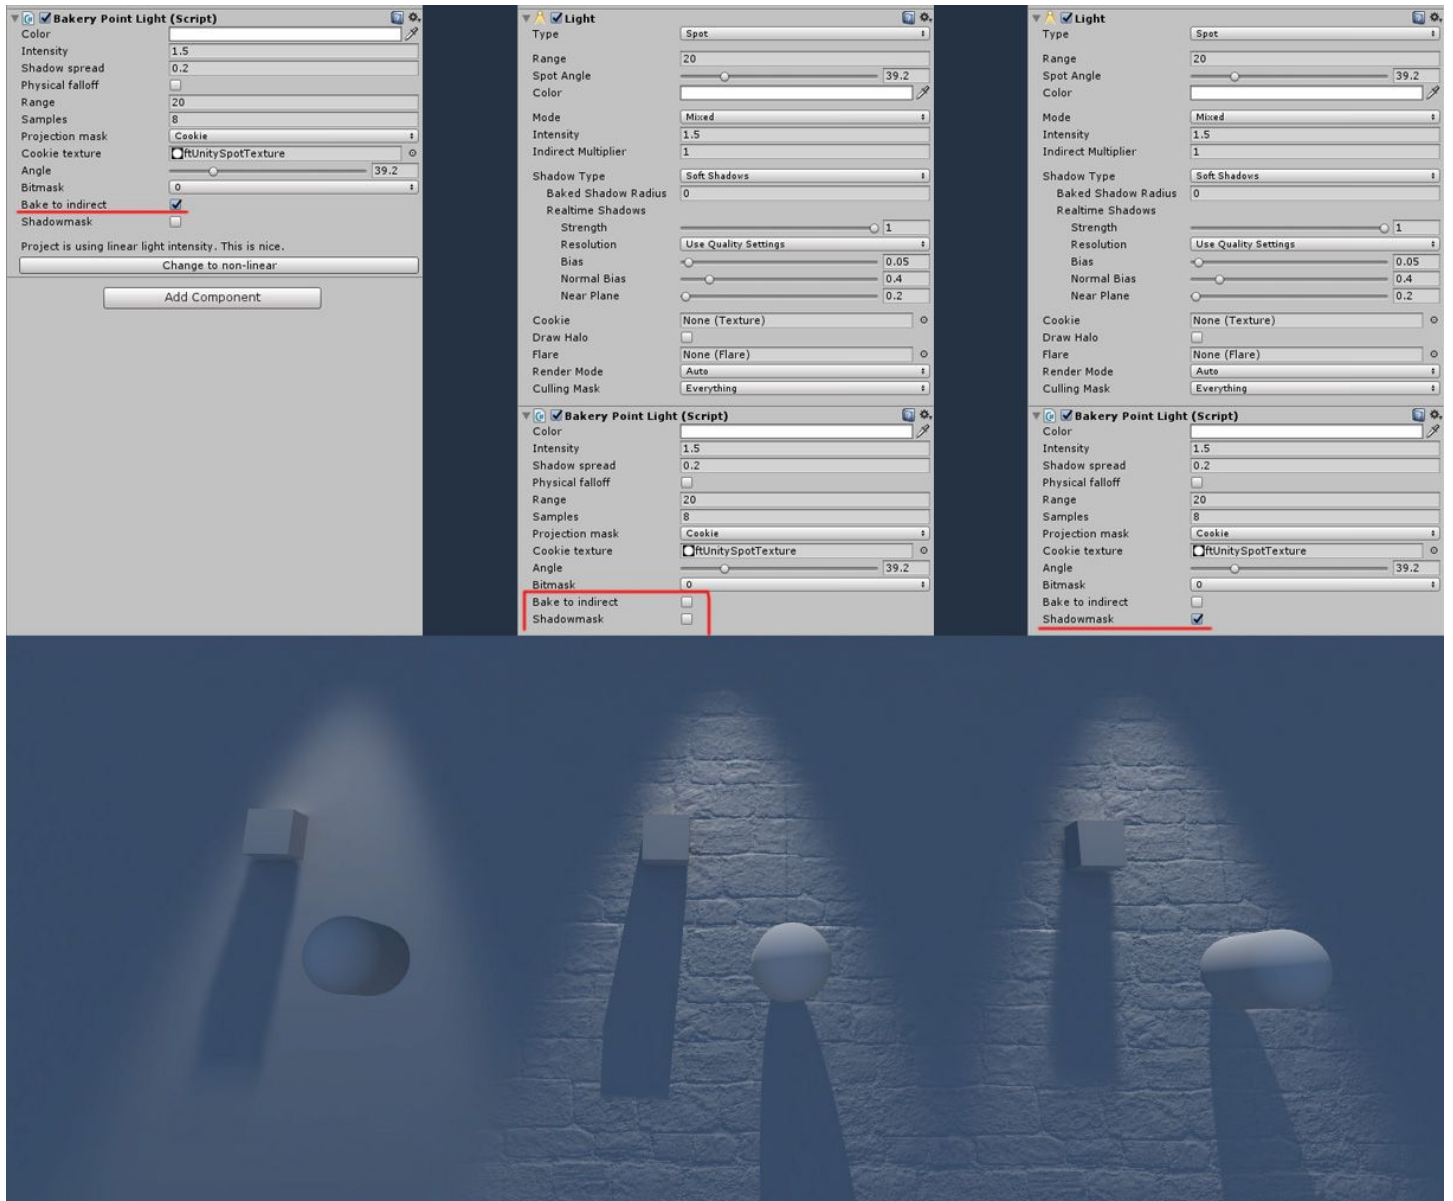 Bakery Point Light (Script)
Color
Intensity 1.5
Shadow spread 0.2
Physical falloff
Range 20
Samples 8
Projection mask Cookie
Cookie texture ftUnitySpotTexture
Angle 39.2
Bitmask 0
Bake to indirect
Shadowmask
Project is using linear light intensity. This is nice.
Change to non-linear
Add Component
Light
Type Spot
Range 20
Spot Angle 39.2
Color
Mode Mixed
Intensity 1.5
Indirect Multiplier 1
Shadow Type Soft Shadows
Baked Shadow Radius 0
Realtime Shadows
Strength 1
Resolution Use Quality Settings
Bias 0.05
Normal Bias 0.4
Near Plane 0.2
Cookie None (Texture)
Draw Halo
Flare None (Flare)
Render Mode Auto
Culling Mask Everything
Bakery Point Light (Script)
Color
Intensity 1.5
Shadow spread 0.2
Physical falloff
Range 20
Samples 8
Projection mask Cookie
Cookie texture ftUnitySpotTexture
Angle 39.2
Bitmask 0
Bake to indirect
Shadowmask
Light
Type Spot
Range 20
Spot Angle 39.2
Color
Mode Mixed
Intensity 1.5
Indirect Multiplier 1
Shadow Type Soft Shadows
Baked Shadow Radius 0
Realtime Shadows
Strength 1
Resolution Use Quality Settings
Bias 0.05
Normal Bias 0.4
Near Plane 0.2
Cookie None (Texture)
Draw Halo
Flare None (Flare)
Render Mode Auto
Culling Mask Everything
Bakery Point Light (Script)
Color
Intensity 1.5
Shadow spread 0.2
Physical falloff
Range 20
Samples 8
Projection mask Cookie
Cookie texture ftUnitySpotTexture
Angle 39.2
Bitmask 0
Bake to indirect
Shadowmask